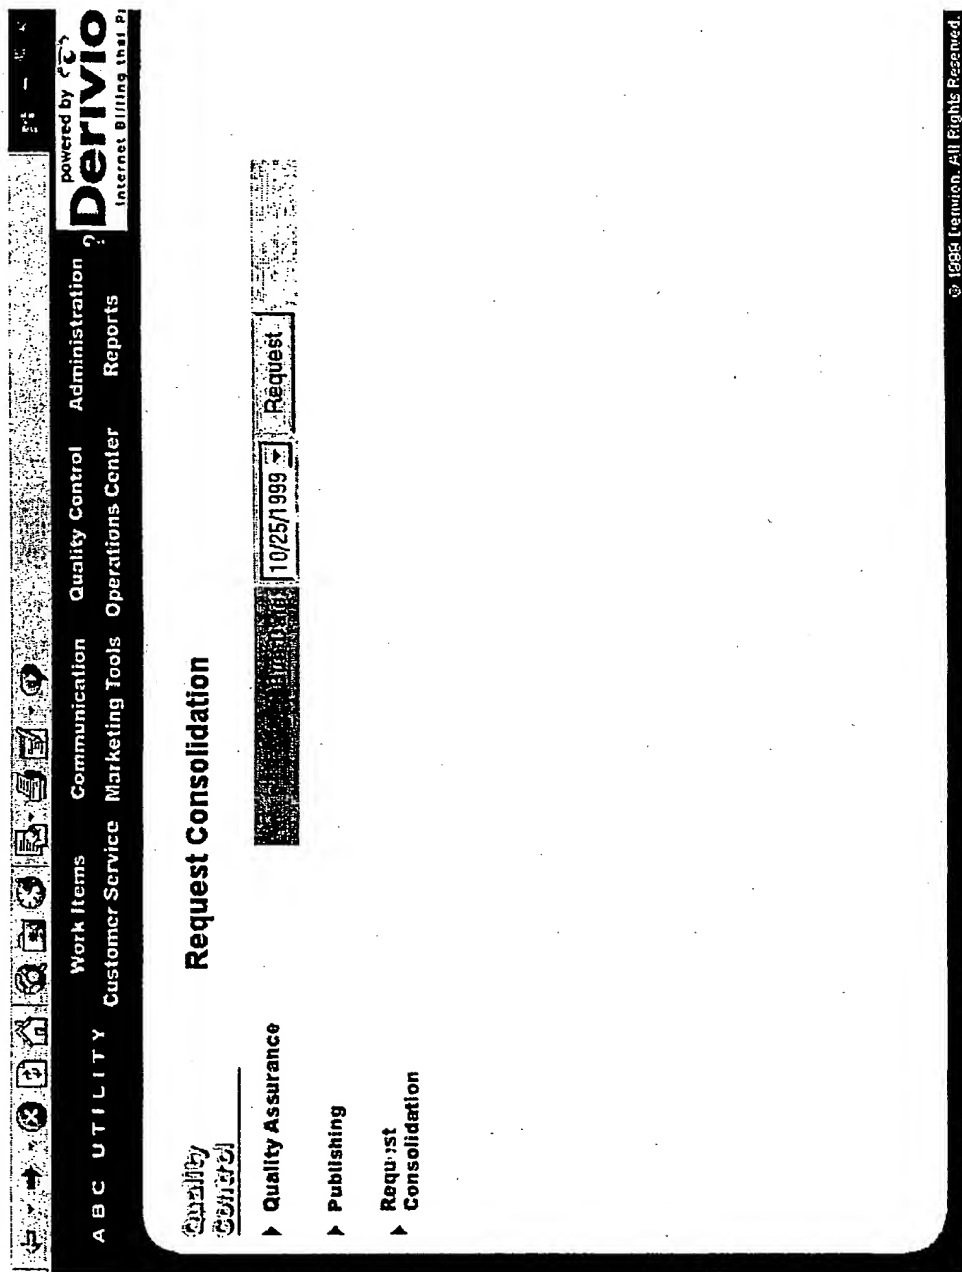 powered by
ABC UTILITY
Work Items Communication Quality Control Administration
?
Derivio
Customer Service Marketing Tools Operations Center Reports
Internet Billing that Pa
Quality
Control
Request Consolidation
Quality Assurance
10/25/1999
Request
Publishing
Consolidation
© 1999 Derivion. All Rights Reserved.